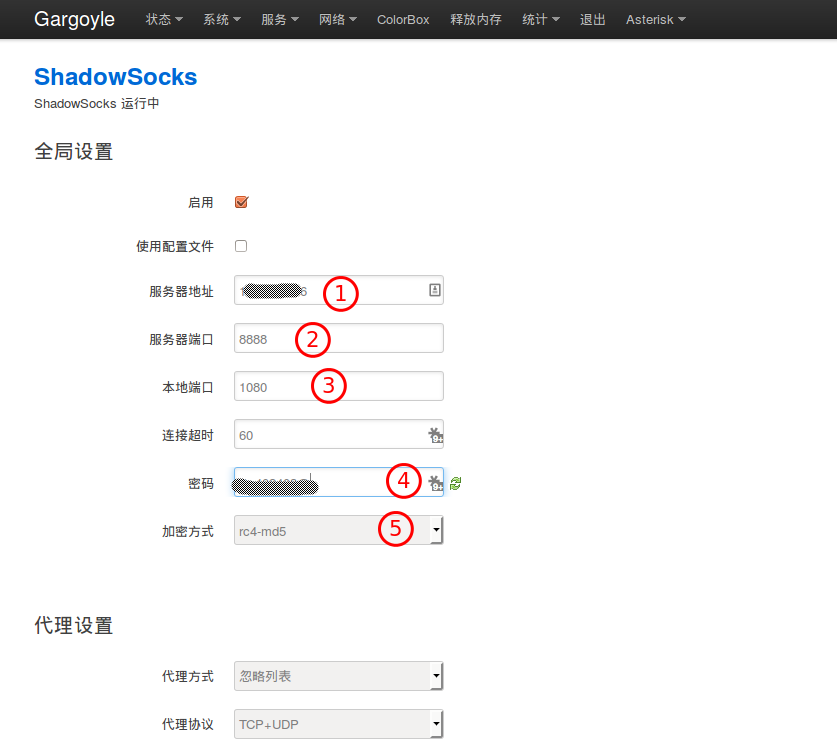 Gargoyle 状态 系统 服务 网络 ColorBox 释放内存 统计 退出 Asterisk
ShadowSocks
ShadowSocks 运行中
全局设置
启用
使用配置文件
服务器地址 1
服务器端口 8888 2
本地端口 1080 3
连接超时 60
密码 4
加密方式 rc4-md5 5
代理设置
代理方式 忽略列表
代理协议 TCP+UDP